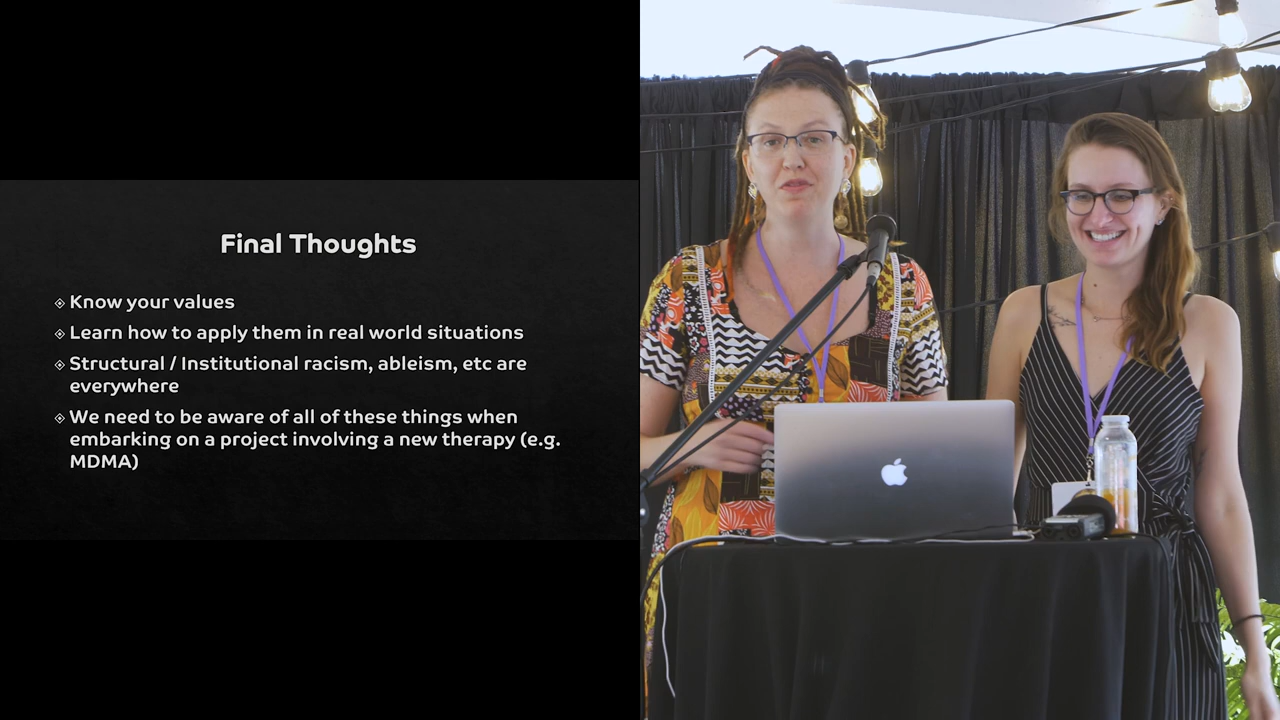 Final Thoughts
Know your values
Learn how to apply them in real world situations
Structural / Institutional racism, ableism, etc are
everywhere
We need to be aware of all of these things when
embarking on a project involving a new therapy (e.g.
MDMA)